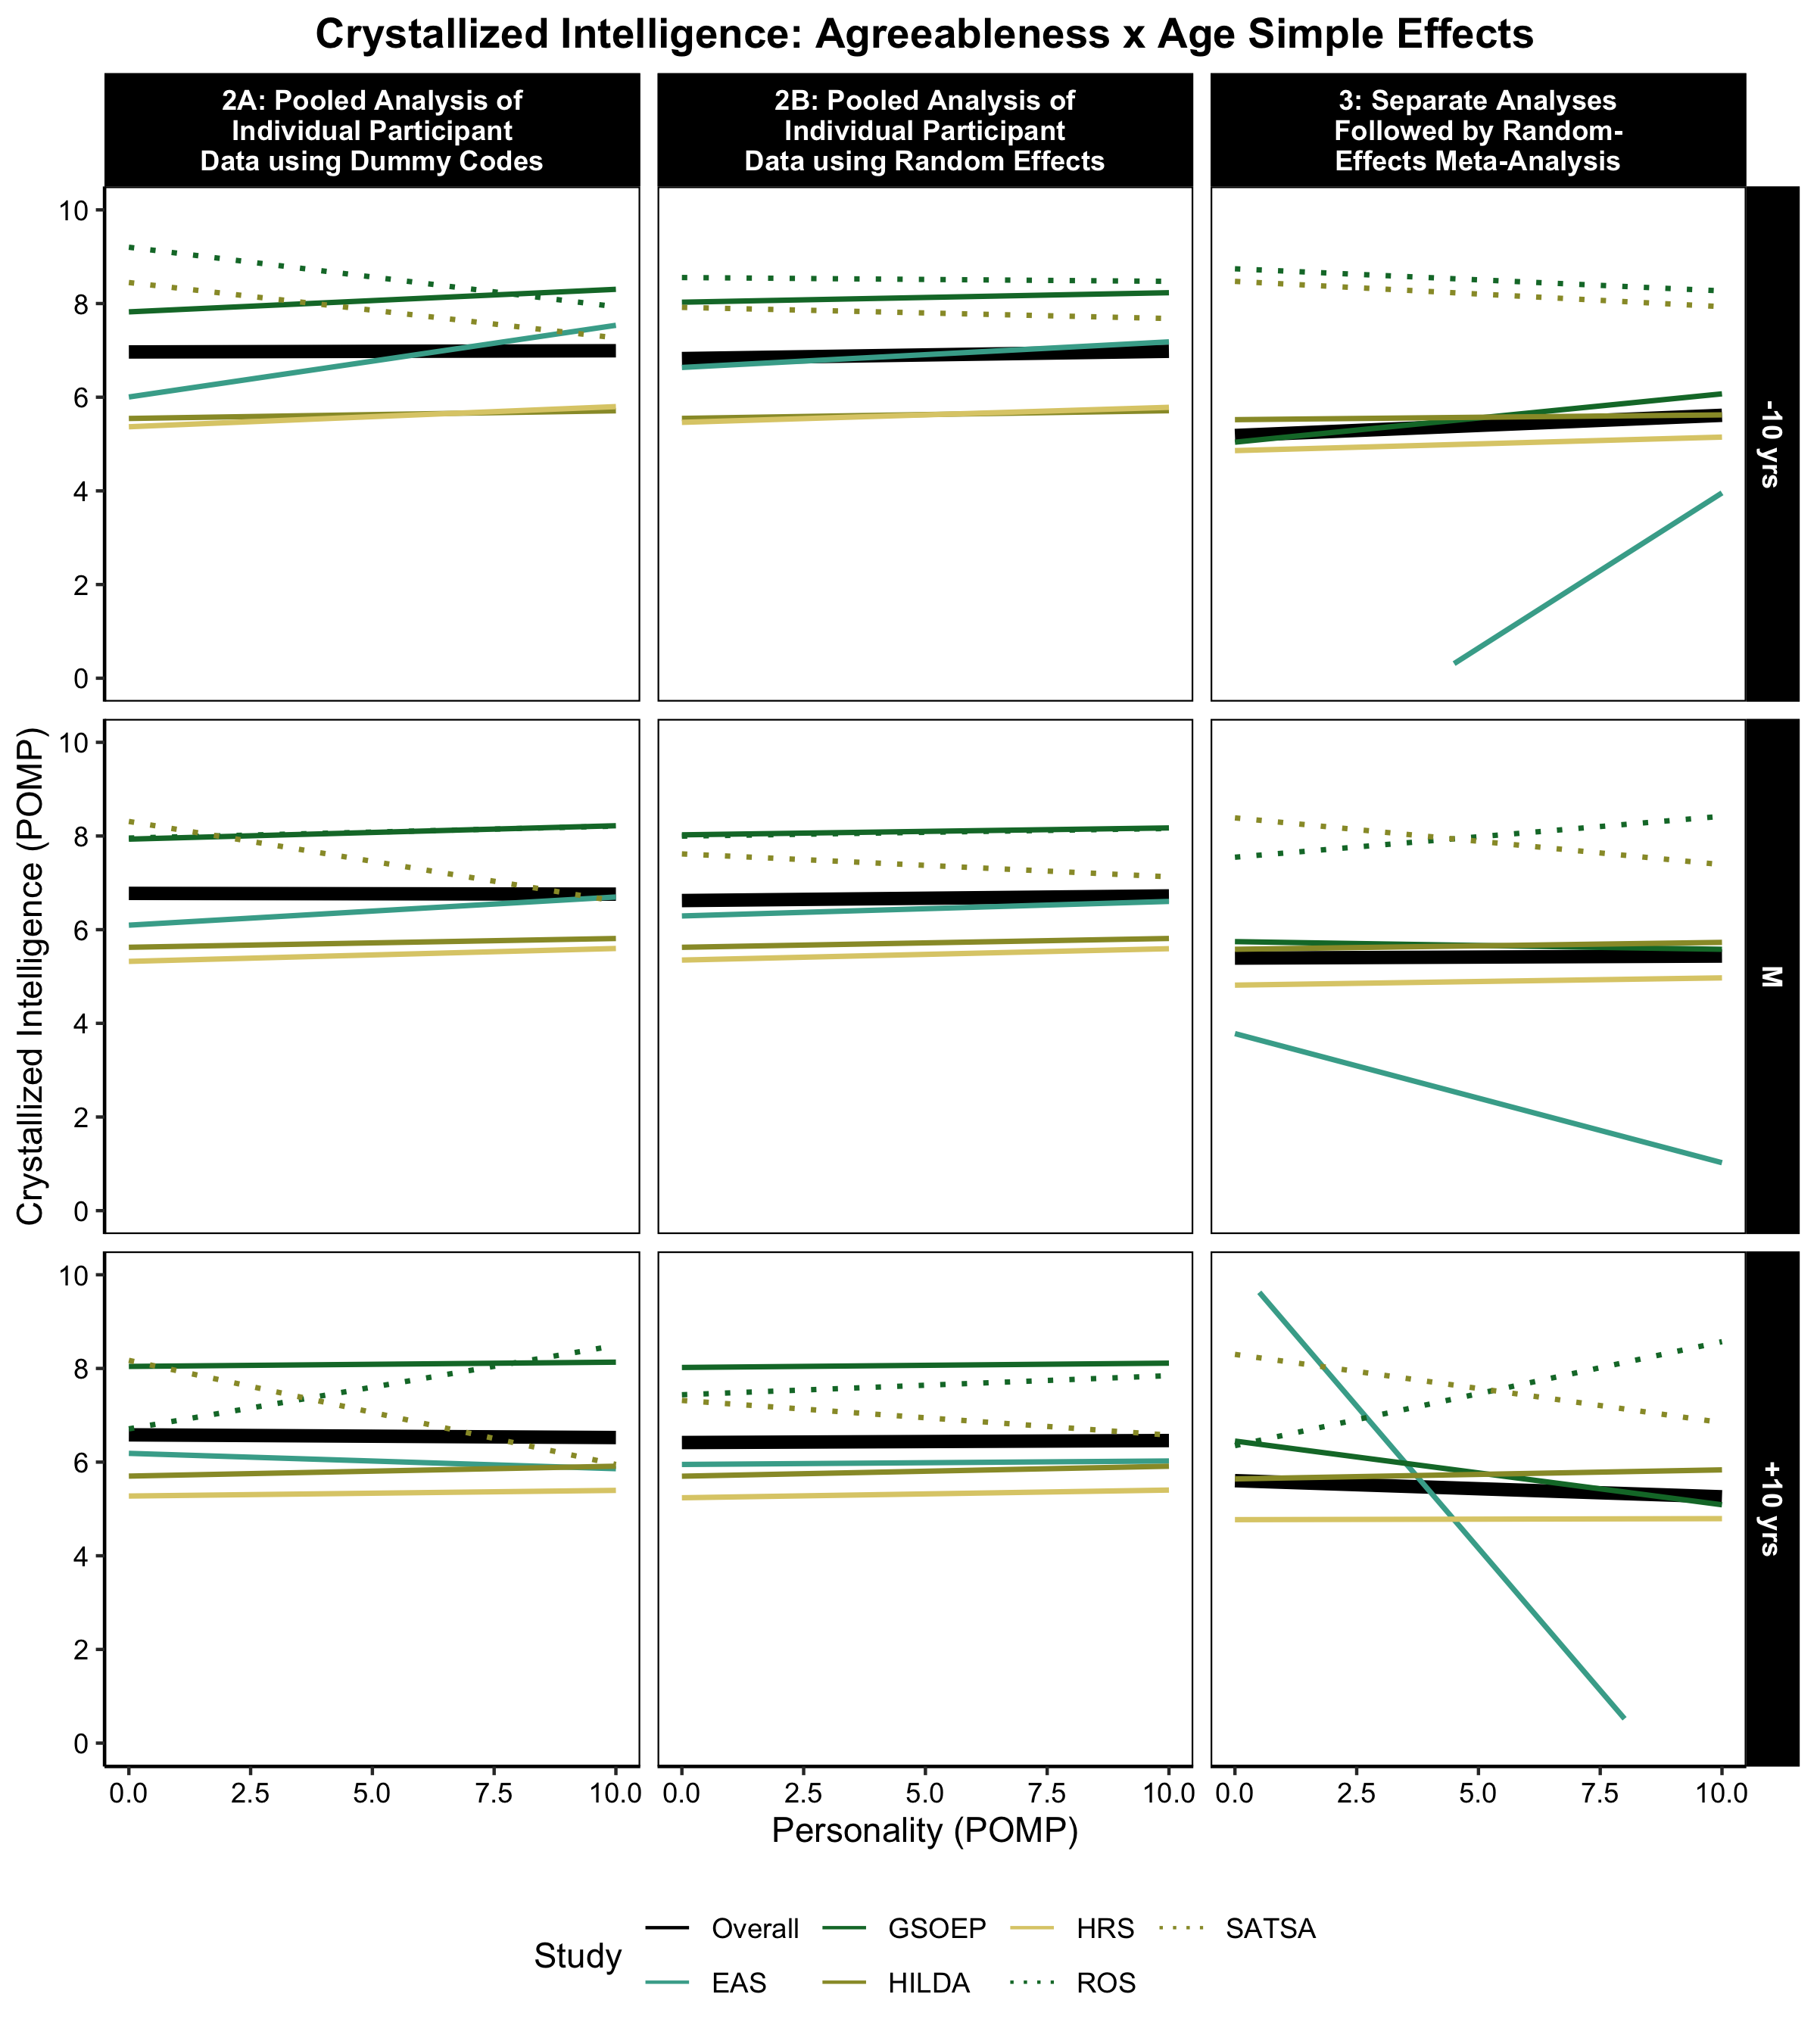 Crystallized Intelligence: Agreeableness x Age Simple Effects
2A: Pooled Analysis of
Individual Participant
Data using Dummy Codes
2B: Pooled Analysis of
Individual Participant
Data using Random Effects
3: Separate Analyses
Followed by Random-
Effects Meta-Analysis
10
8
6
4
2
0
-10 yrs
Crystallized Intelligence (POMP)
10
8
6
4
2
0
M
10
8
6
4
2
0
+10 yrs
0.0 2.5 5.0 7.5 10.0 0.0 2.5 5.0 7.5 10.0 0.0 2.5 5.0 7.5 10.0
Personality (POMP)
Study
Overall GSOEP HRS SATSA
EAS HILDA ROS